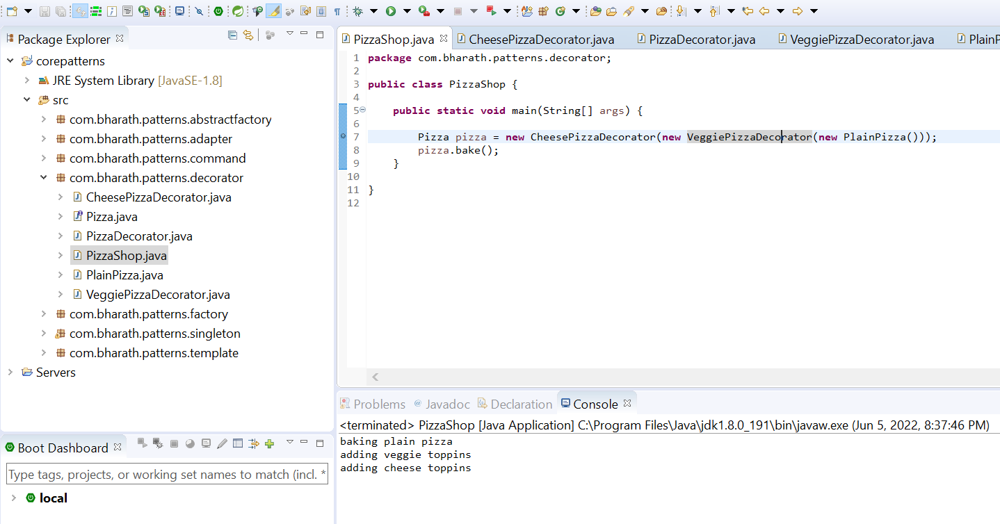 Package Explorer
corepatterns
JRE System Library [JavaSE-1.8]
src
com.bharath.patterns.abstractfactory
com.bharath.patterns.adapter
com.bharath.patterns.command
com.bharath.patterns.decorator
CheesePizzaDecorator.java
Pizza.java
PizzaDecorator.java
PizzaShop.java
PlainPizza.java
VeggiePizzaDecorator.java
com.bharath.patterns.factory
com.bharath.patterns.singleton
com.bharath.patterns.template
Servers
Boot Dashboard
Type tags, projects, or working set names to match (incl. *
local
PizzaShop.java CheesePizzaDecorator.java PizzaDecorator.java VeggiePizzaDecorator.java PlainP
1 package com.bharath.patterns.decorator;
2
3 public class PizzaShop {
4
5 public static void main(String[] args) {
6
7 Pizza pizza = new CheesePizzaDecorator(new VeggiePizzaDecorator(new PlainPizza()));
8 pizza.bake();
9 }
10
11 }
12
Problems @ Javadoc Declaration Console
<terminated> PizzaShop [Java Application] C:\Program Files\Java\jdk1.8.0_191\bin\javaw.exe (Jun 5, 2022, 8:37:46 PM)
baking plain pizza
adding veggie toppins
adding cheese toppins